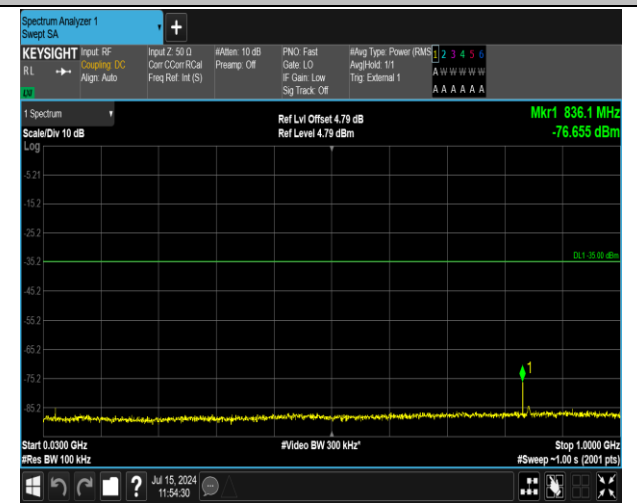 Spectrum Analyzer 1
Swept SA
+
KEYSIGHT Input: RF Input Z: 50 Ω #Atten: 10 dB PNO: Fast #Avg Type: Power (RMS 1 2 3 4 5 6
RL Coupling: DC Corr CCorr RCal Preamp: Off Gate: LO Avg|Hold: 1/1 A W W W W W
Align: Auto Freq Ref: Int (S) IF Gain: Low Trig: External 1
LW Sig Track: Off A A A A A A
1 Spectrum Ref Lvl Offset 4.79 dB Mkr1 836.1 MHz
Scale/Div 10 dB Ref Level 4.79 dBm -76.655 dBm
Log
-5.21
-15.2
-25.2
DL1 -35.00 dBm
-35.2
-45.2
-55.2
-65.2
1
-75.2
-85.2
Start 0.0300 GHz #Video BW 300 kHz* Stop 1.0000 GHz
#Res BW 100 kHz #Sweep ~1.00 s (2001 pts)
? Jul 15, 2024
11:54:30